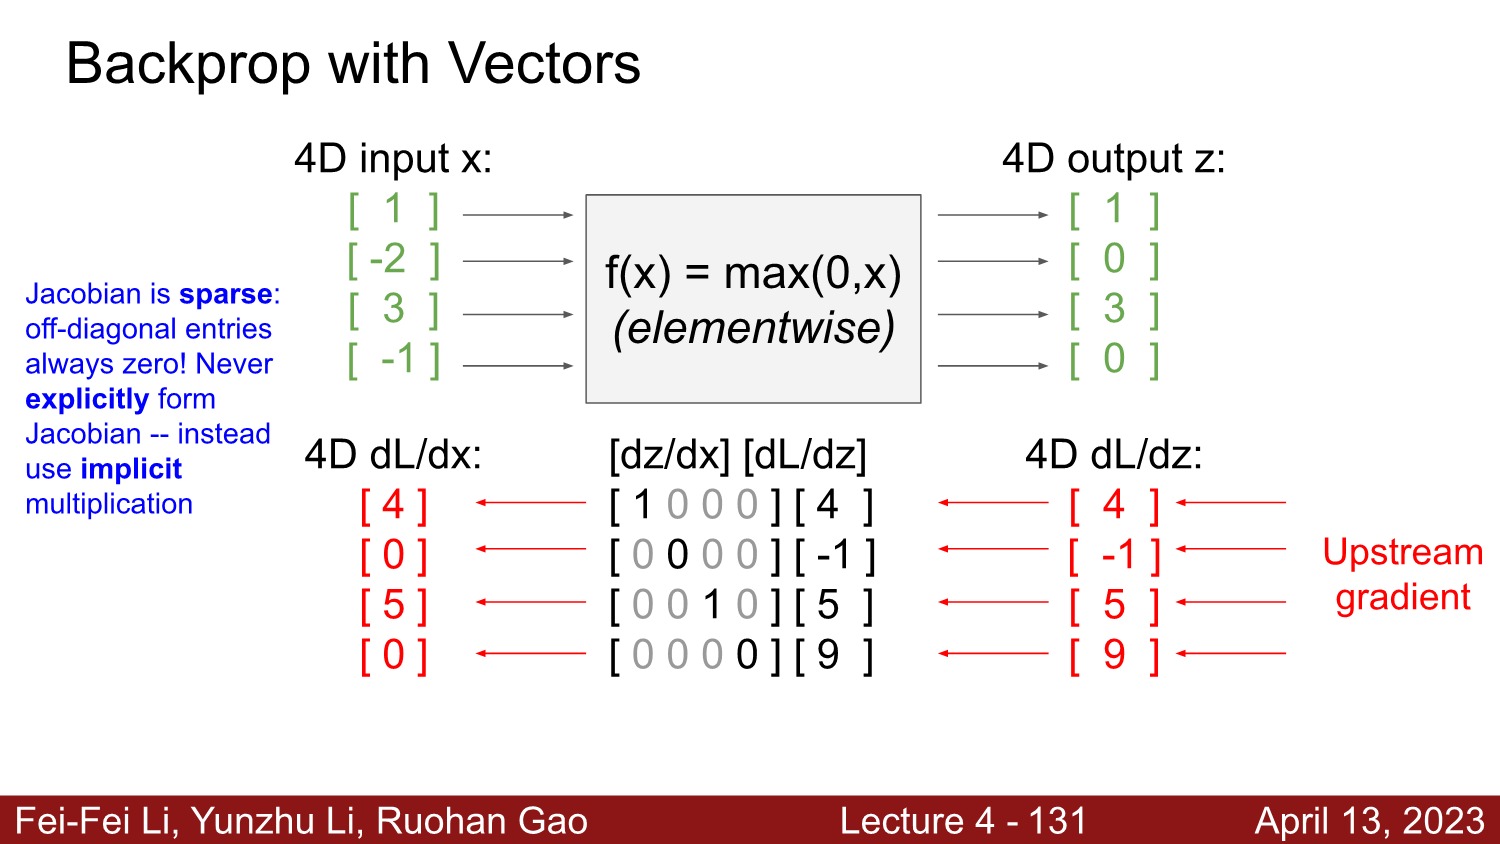 Backprop with Vectors
4D input x:
[ 1 ]
[ -2 ]
[ 3 ]
[ -1 ]
f(x) = max(0,x)
(elementwise)
4D output z:
[ 1 ]
[ 0 ]
[ 3 ]
[ 0 ]
Jacobian is sparse:
off-diagonal entries
always zero! Never
explicitly form
Jacobian -- instead
use implicit
multiplication
4D dL/dx:
[ 4 ]
[ 0 ]
[ 5 ]
[ 0 ]
[dz/dx] [dL/dz]
[ 1 0 0 0 ] [ 4 ]
[ 0 0 0 0 ] [ -1 ]
[ 0 0 1 0 ] [ 5 ]
[ 0 0 0 0 ] [ 9 ]
4D dL/dz:
[ 4 ]
[ -1 ]
[ 5 ]
[ 9 ]
Upstream
gradient
Fei-Fei Li, Yunzhu Li, Ruohan Gao
Lecture 4 - 131
April 13, 2023